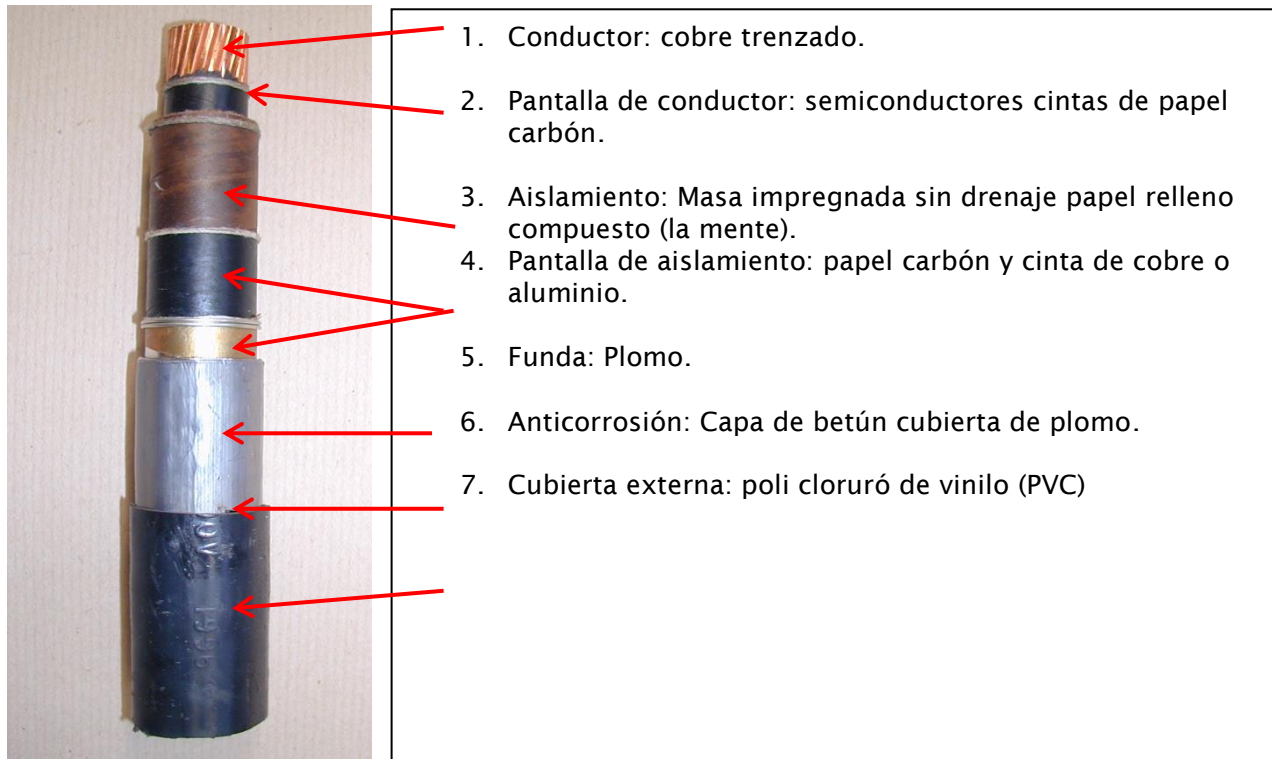 1. Conductor: cobre trenzado.
2. Pantalla de conductor: semiconductores cintas de papel
carbón.
3. Aislamiento: Masa impregnada sin drenaje papel relleno
compuesto (la mente).
4. Pantalla de aislamiento: papel carbón y cinta de cobre o
aluminio.
5. Funda: Plomo.
6. Anticorrosión: Capa de betún cubierta de plomo.
7. Cubierta externa: poli cloruró de vinilo (PVC)
1996